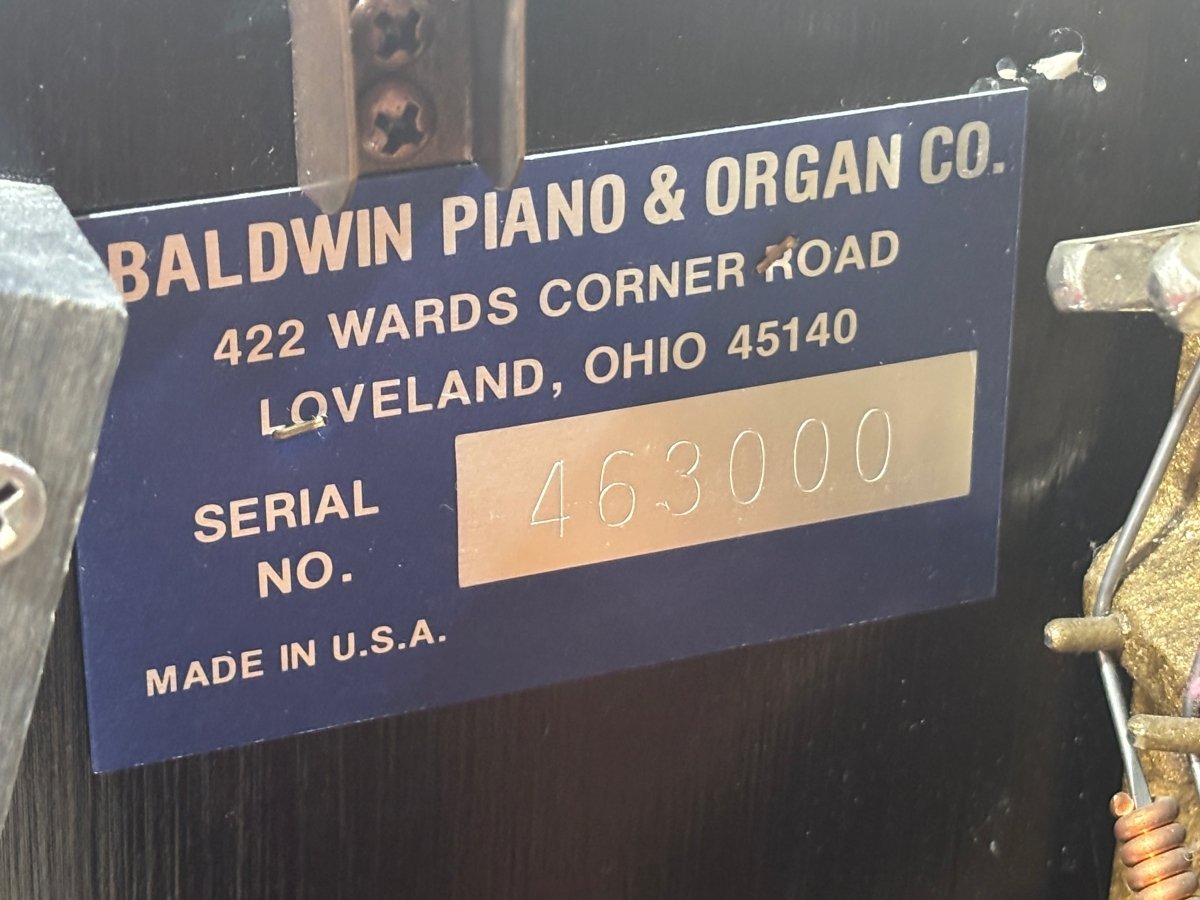 BALDWIN PIANO & ORGAN CO.
422 WARDS CORNER ROAD
LOVELAND, OHIO 45140
SERIAL NO. 463000
MADE IN U.S.A.